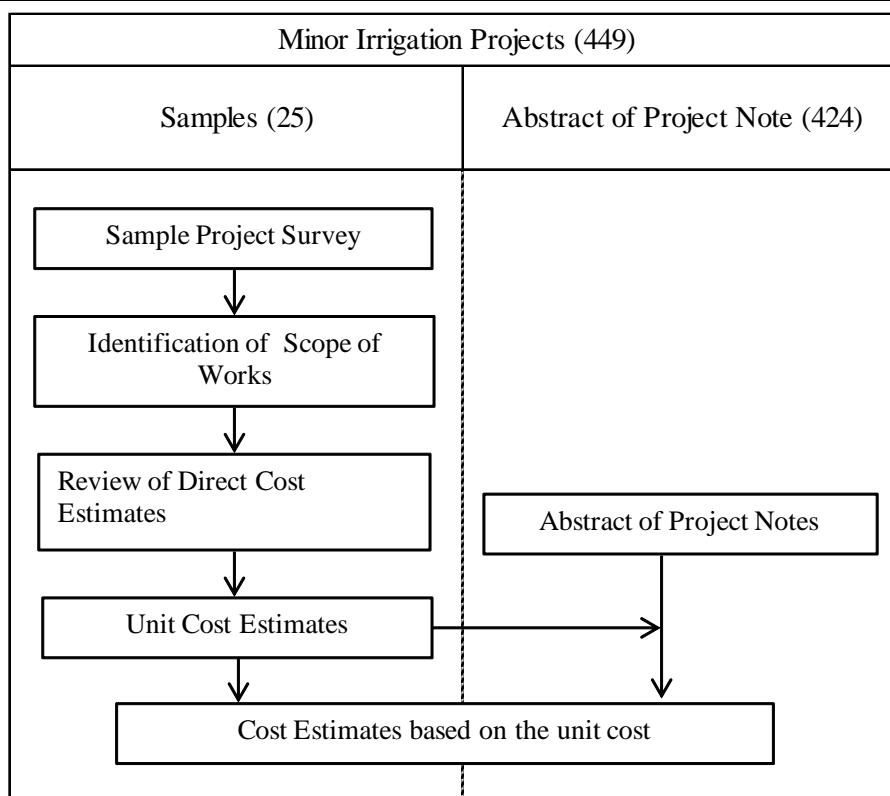 Minor Irrigation Projects (449)
Samples (25)
Abstract of Project Note (424)
Sample Project Survey
Identification of Scope of
Works
Review of Direct Cost
Estimates
Abstract of Project Notes
Unit Cost Estimates
Cost Estimates based on the unit cost